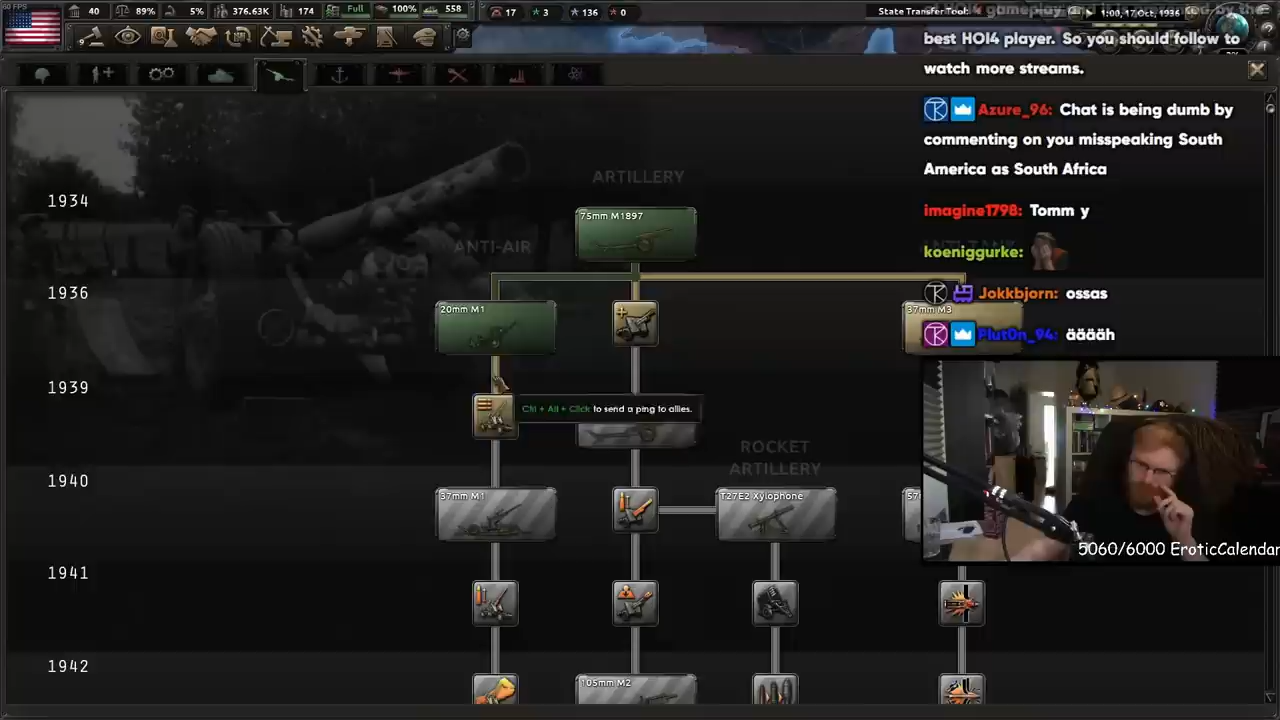 60 FPS
40
89%
5%
376.63K
174
Full
100%
558
17
3
136
0
State Transfer Tool:
1:00, 17 Oct, 1936
best HOI4 player. So you should follow to
watch more streams.
Azure_96: Chat is being dumb by
commenting on you misspeaking South
America as South Africa
imagine1798: Tomm y
koeniggurke:
Jokkbjorn: ossas
Plut0n_94: ääääh
ARTILLERY
1934
75mm M1897
ANTI-AIR
1936
20mm M1
37mm M3
1939
Ctrl + Alt + Click to send a ping to allies.
ROCKET
ARTILLERY
1940
37mm M1
T27E2 Xylophone
57
5060/6000 EroticCalendar
1941
1942
105mm M2